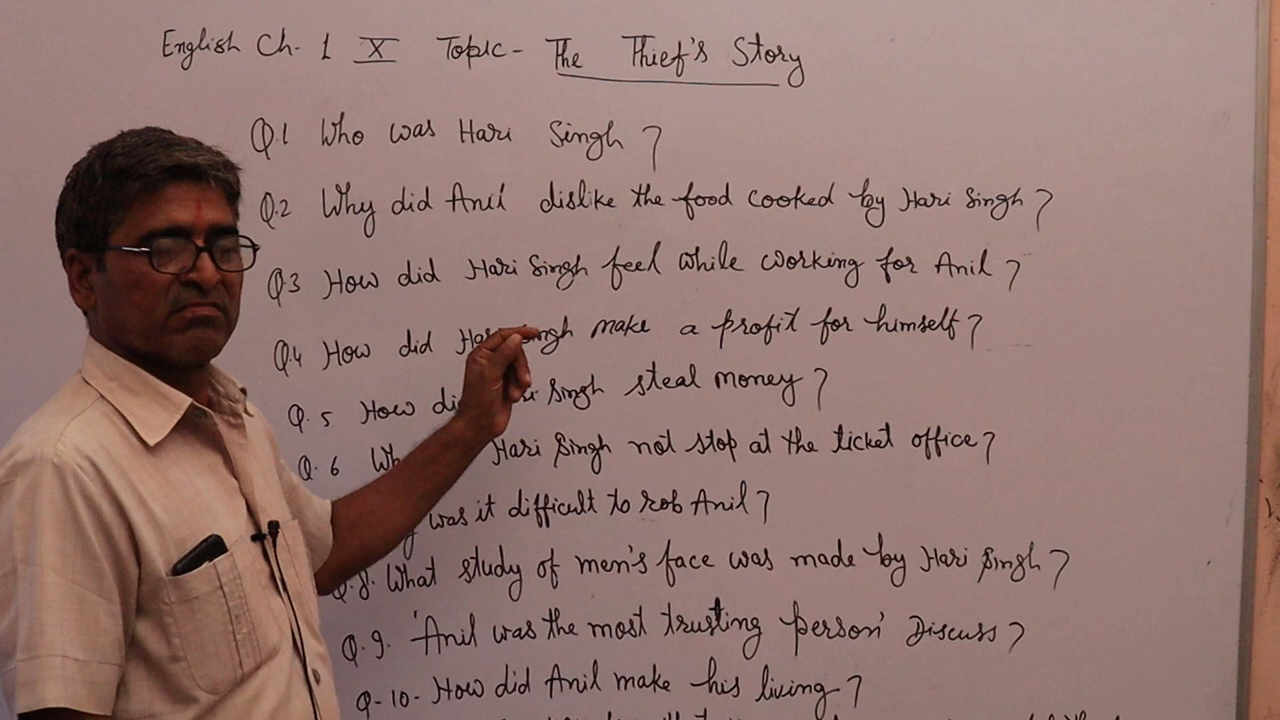 English Ch. 1 X Topic - The Thief's Story
Q.1 Who was Hari Singh ?
Q.2 Why did Anil dislike the food cooked by Hari Singh ?
Q.3 How did Hari Singh feel while working for Anil ?
Q.4 How did Singh make a profit for himself ?
Q. 5 How Singh steal money ?
Q. 6 Hari Singh not stop at the ticket office ?
was it difficult to rob Anil ?
Q.8. What study of men's face was made by Hari Singh ?
Q. 9. 'Anil was the most trusting person' Discuss ?
Q-10- How did Anil make his living ?